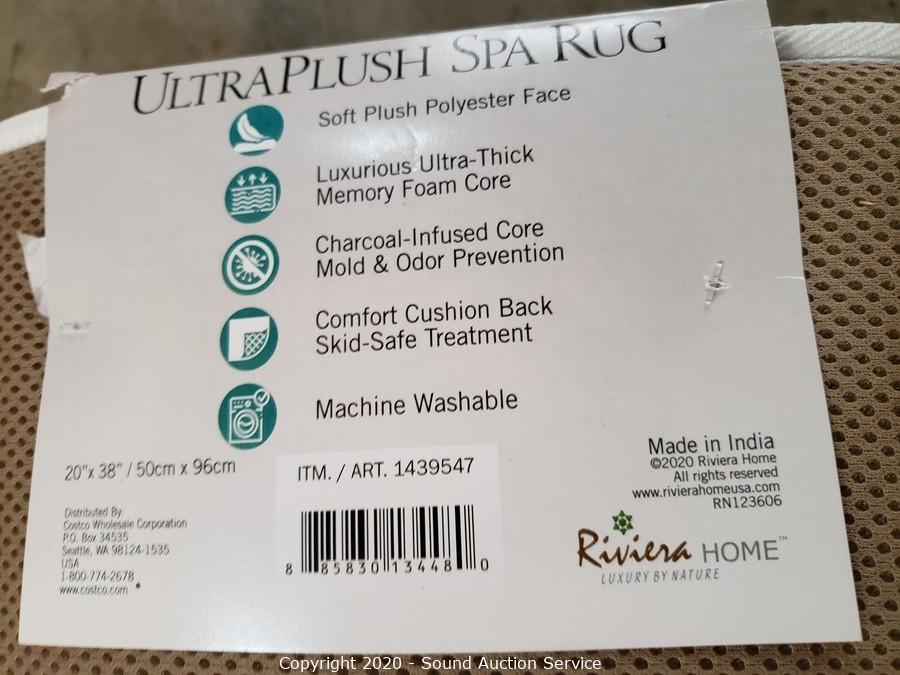 ULTRAPLUSH SPA RUG
Soft Plush Polyester Face
Luxurious Ultra-Thick
Memory Foam Core
Charcoal-Infused Core
Mold & Odor Prevention
Comfort Cushion Back
Skid-Safe Treatment
Machine Washable
20"x 38" / 50cm x 96cm
Distributed By:
Costco Wholesale Corporation
P.O. Box 34535
Seattle, WA 98124-1535
USA
1-800-774-2678
www.costco.com
ITM. / ART. 1439547
8 85830 13448 0
Made in India
©2020 Riviera Home
All rights reserved
www.rivierahomeusa.com
RN123606
Riviera HOME™
LUXURY BY NATURE
Copyright 2020 - Sound Auction Service